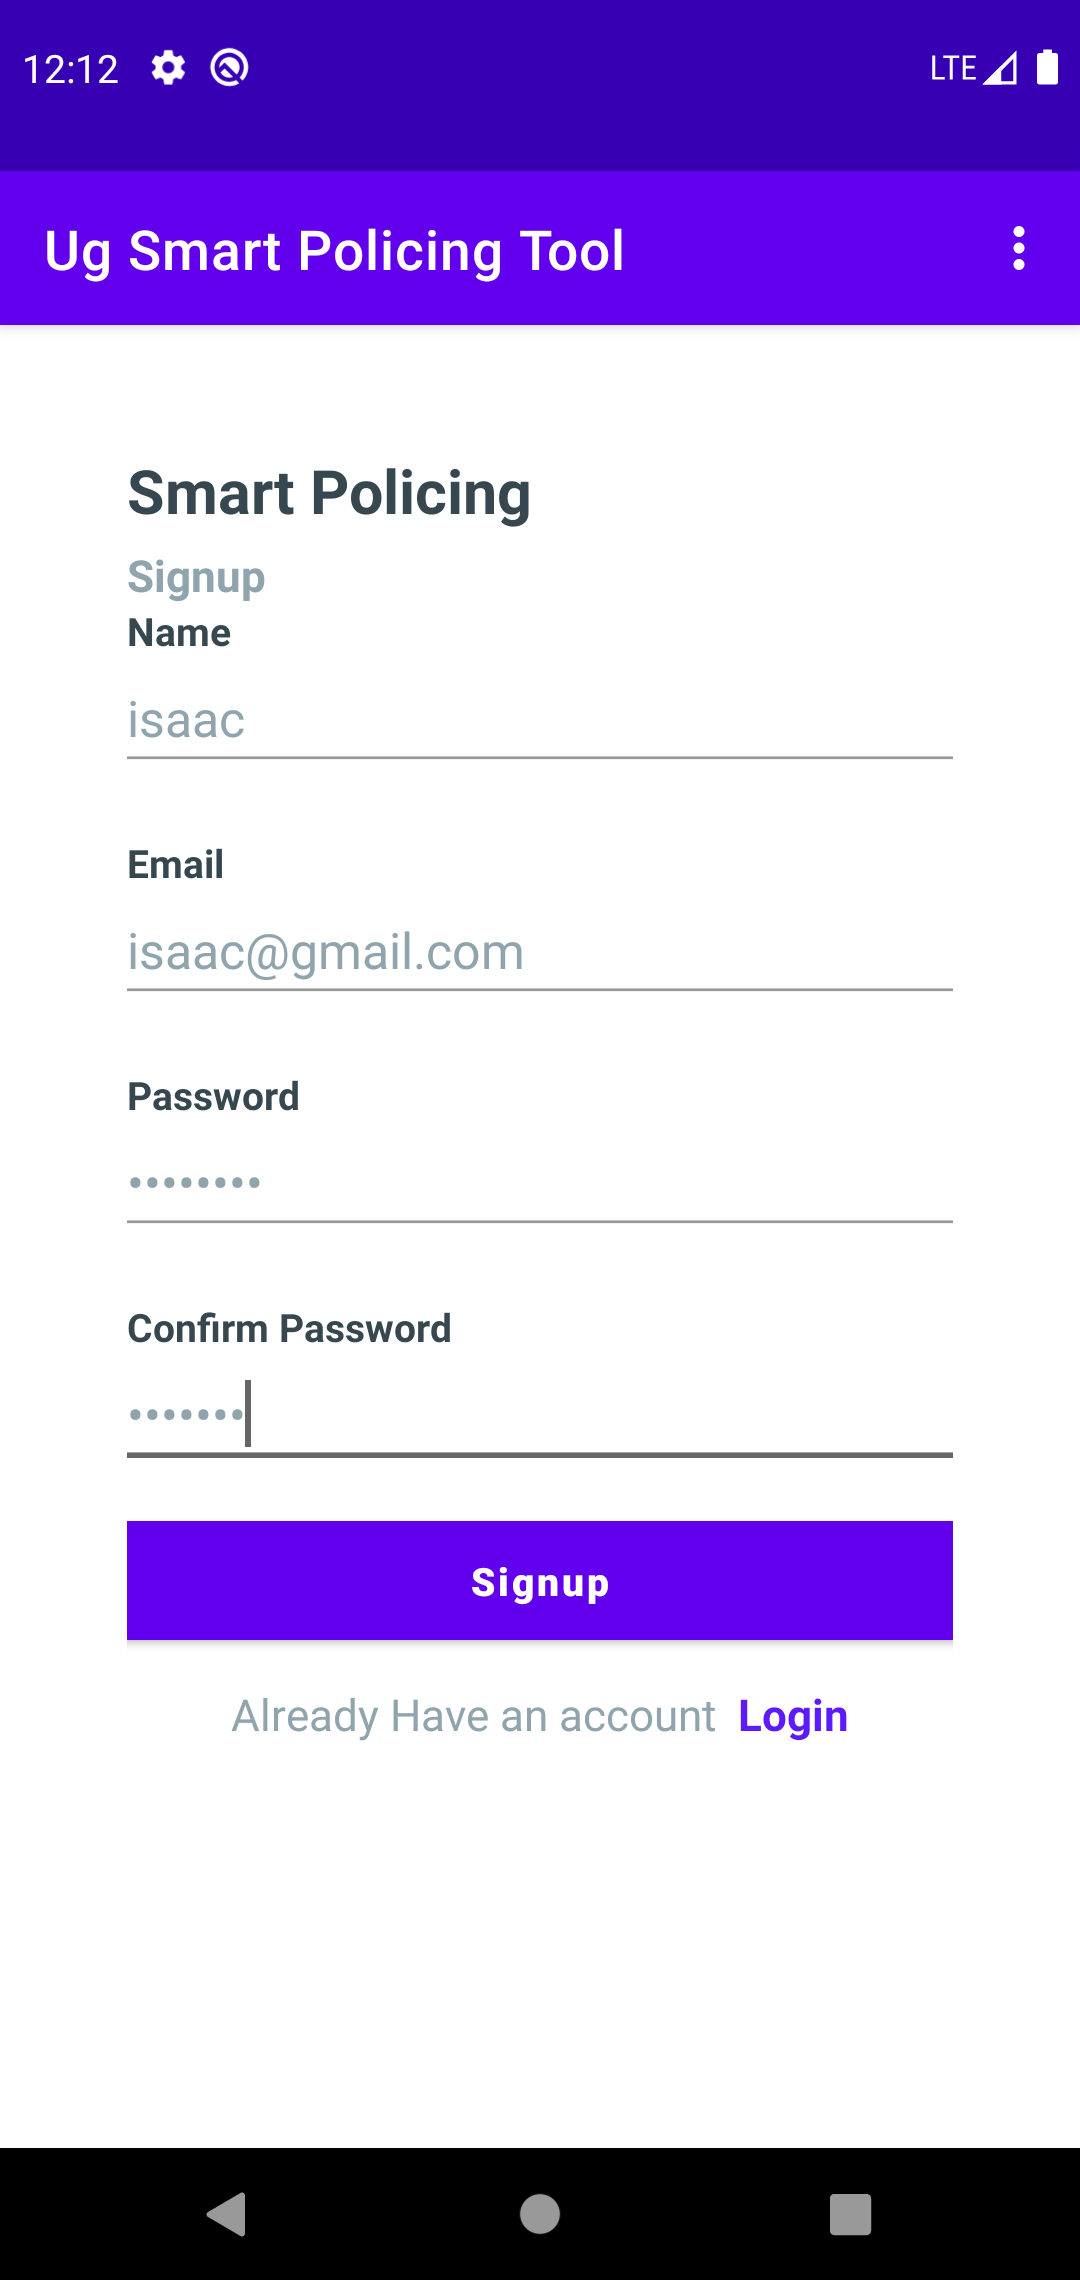 12:12 LTE
Ug Smart Policing Tool
Smart Policing
Signup
Name
isaac
Email
isaac@gmail.com
Password
••••••••
Confirm Password
•••••••
Signup
Already Have an account Login